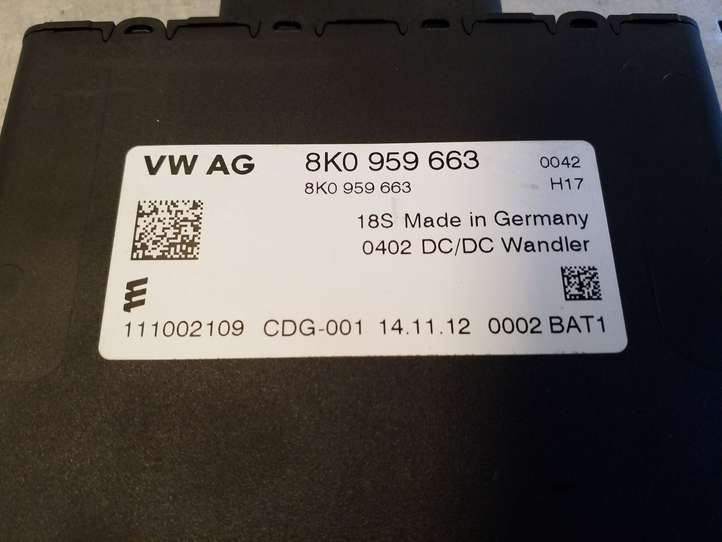 VW AG 8K0 959 663 0042
8K0 959 663 H17
18S Made in Germany
0402 DC/DC Wandler
111002109 CDG-001 14.11.12 0002 BAT1